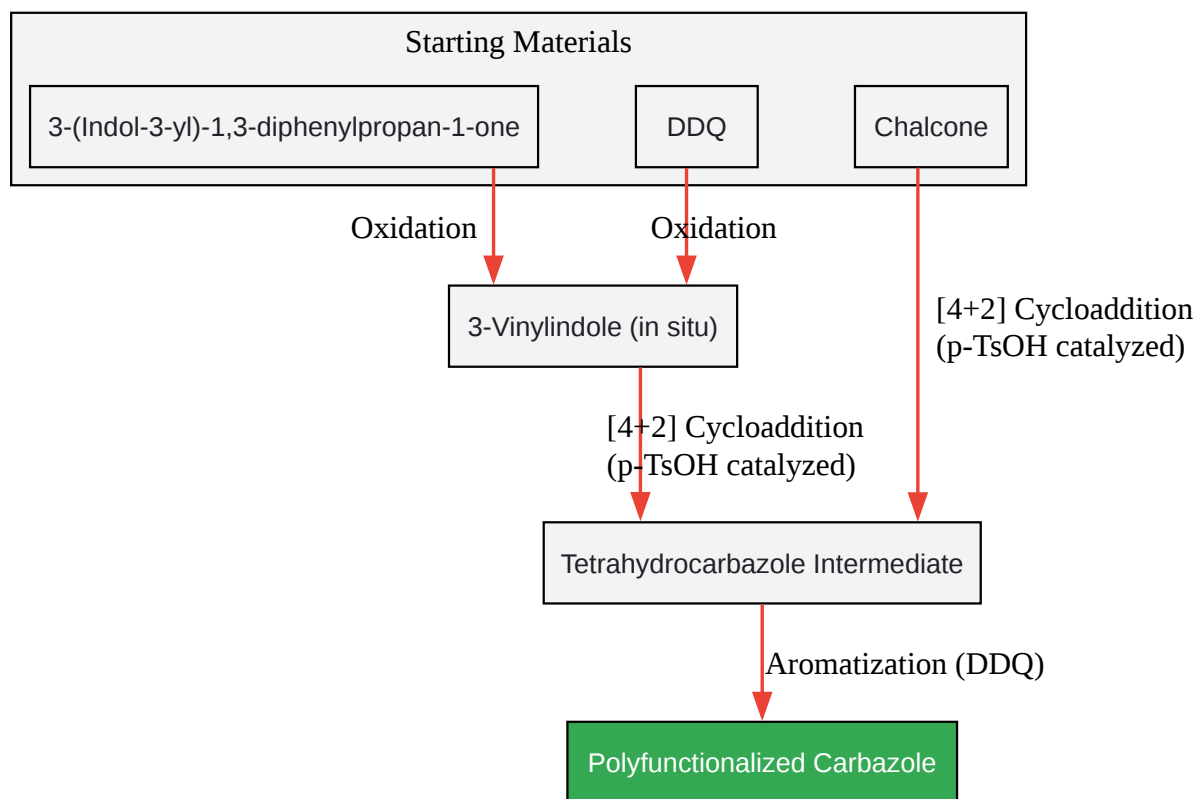 Starting Materials
3-(Indol-3-yl)-1,3-diphenylpropan-1-one
DDQ
Chalcone
Oxidation
Oxidation
3-Vinylindole (in situ)
[4+2] Cycloaddition
(p-TsOH catalyzed)
[4+2] Cycloaddition
(p-TsOH catalyzed)
Tetrahydrocarbazole Intermediate
Aromatization (DDQ)
Polyfunctionalized Carbazole